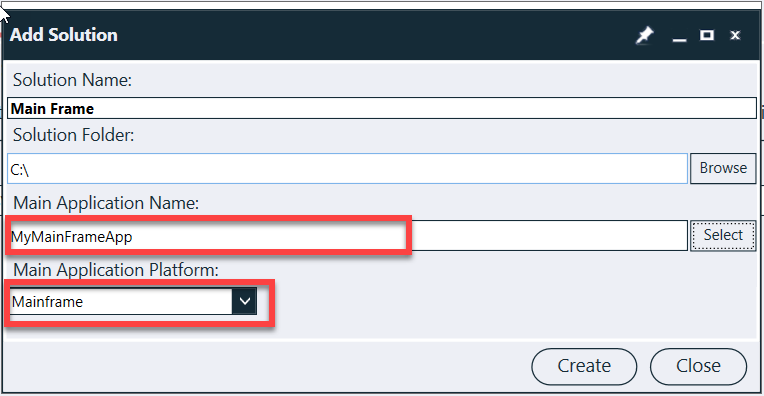 Add Solution
Solution Name:
Main Frame
Solution Folder:
C:\
Browse
Main Application Name:
MyMainFrameApp
Select
Main Application Platform:
Mainframe
Create
Close